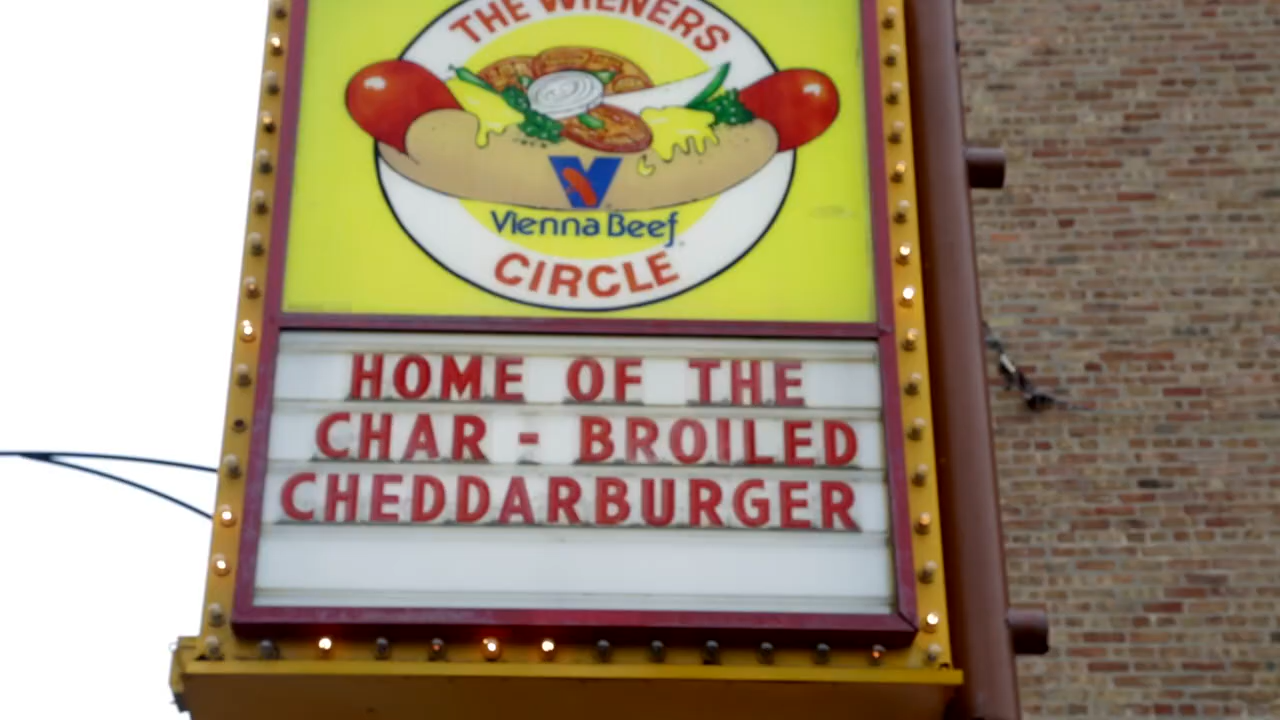 THE WIENERS
Vienna Beef
CIRCLE
HOME OF THE
CHAR - BROILED
CHEDDARBURGER